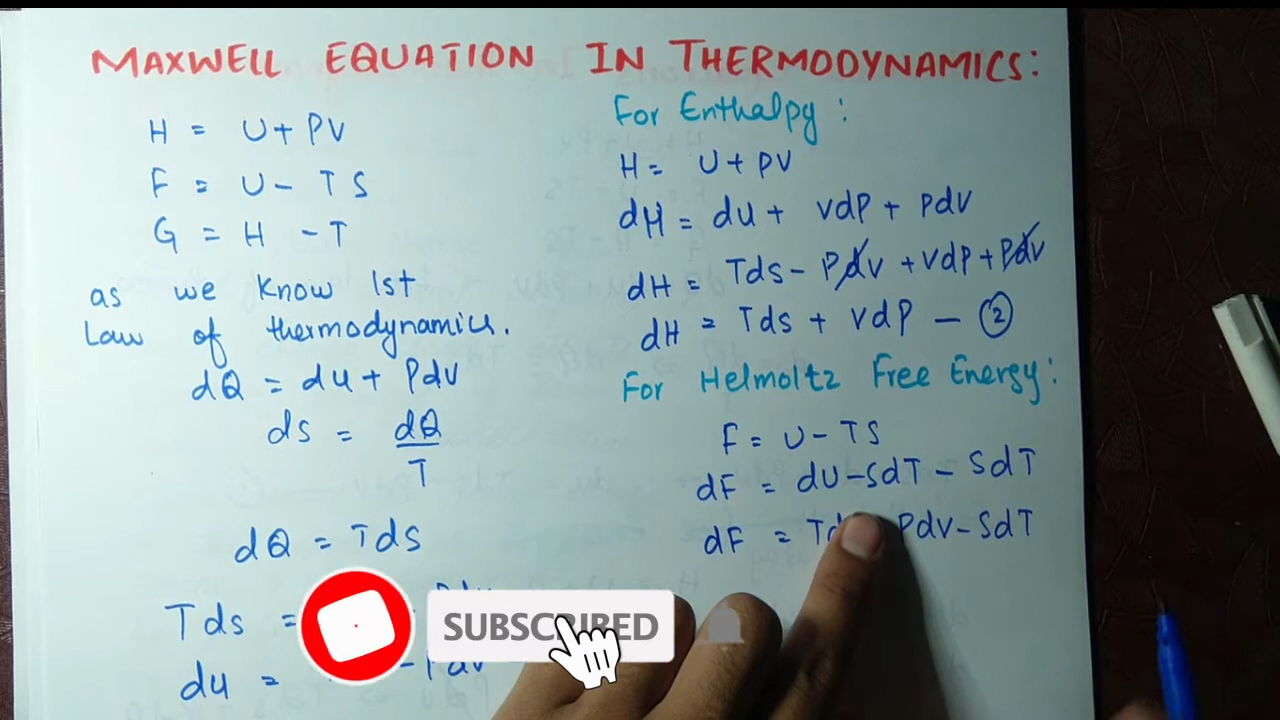 MAXWELL EQUATION IN THERMODYNAMICS:
H = U + PV
F = U - TS
G = H - T
as we know 1st
Law of thermodynamics.
dQ = du + Pdv
ds = dQ/T
dQ = Tds
Tds =
du = - Pdv
For Enthalpy:
H = U + PV
dH = du + vdp + pdv
dH = Tds - Pdv + vdp + Pdv
dH = Tds + vdp - ②
For Helmoltz Free Energy:
F = U - TS
dF = dU - SdT - SdT
dF = Td Pdv - SdT
SUBSCRIBED